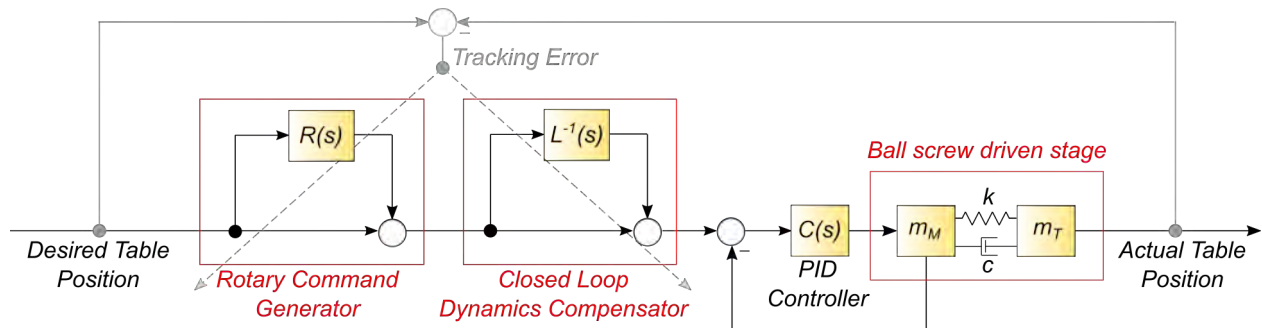 Tracking Error
R(s)
L⁻¹(s)
Ball screw driven stage
k
C(s)
m_M
m_T
c
Desired Table
Position
Rotary Command
Generator
Closed Loop
Dynamics Compensator
PID
Controller
Actual Table
Position